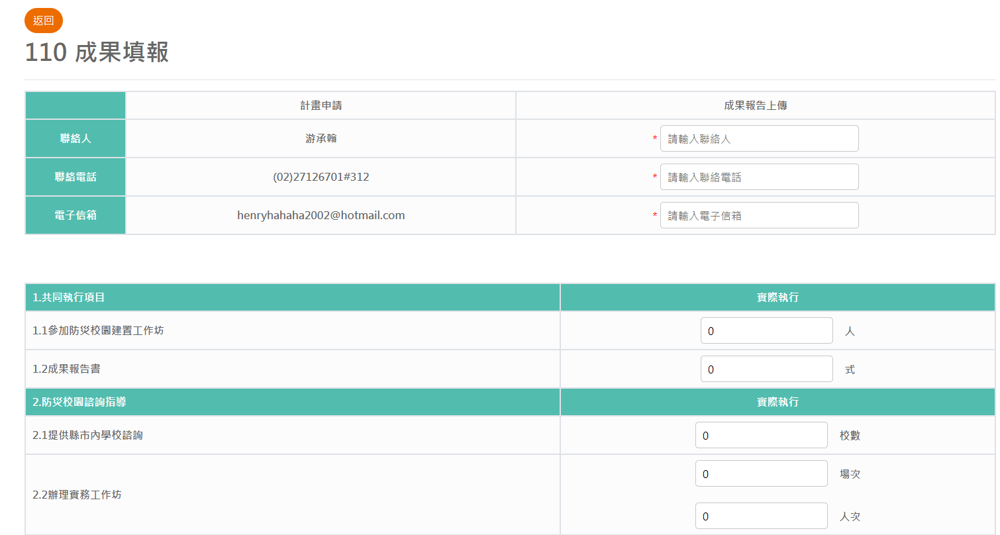 返回
110 成果填報
計畫申請 成果報告上傳
聯絡人 游承翰 * 請輸入聯絡人
聯絡電話 (02)27126701#312 * 請輸入聯絡電話
電子信箱 henryhahaha2002@hotmail.com * 請輸入電子信箱
1.共同執行項目 實際執行
1.1參加防災校園建置工作坊 0 人
1.2成果報告書 0 式
2.防災校園諮詢指導 實際執行
2.1提供縣市內學校諮詢 0 校數
2.2辦理實務工作坊 0 場次
0 人次